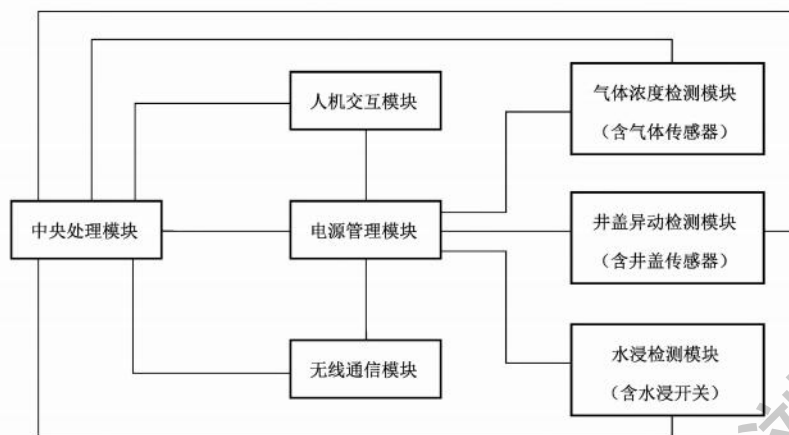 人机交互模块
气体浓度检测模块
（含气体传感器）
中央处理模块
电源管理模块
井盖异动检测模块
（含井盖传感器）
无线通信模块
水浸检测模块
（含水浸开关）